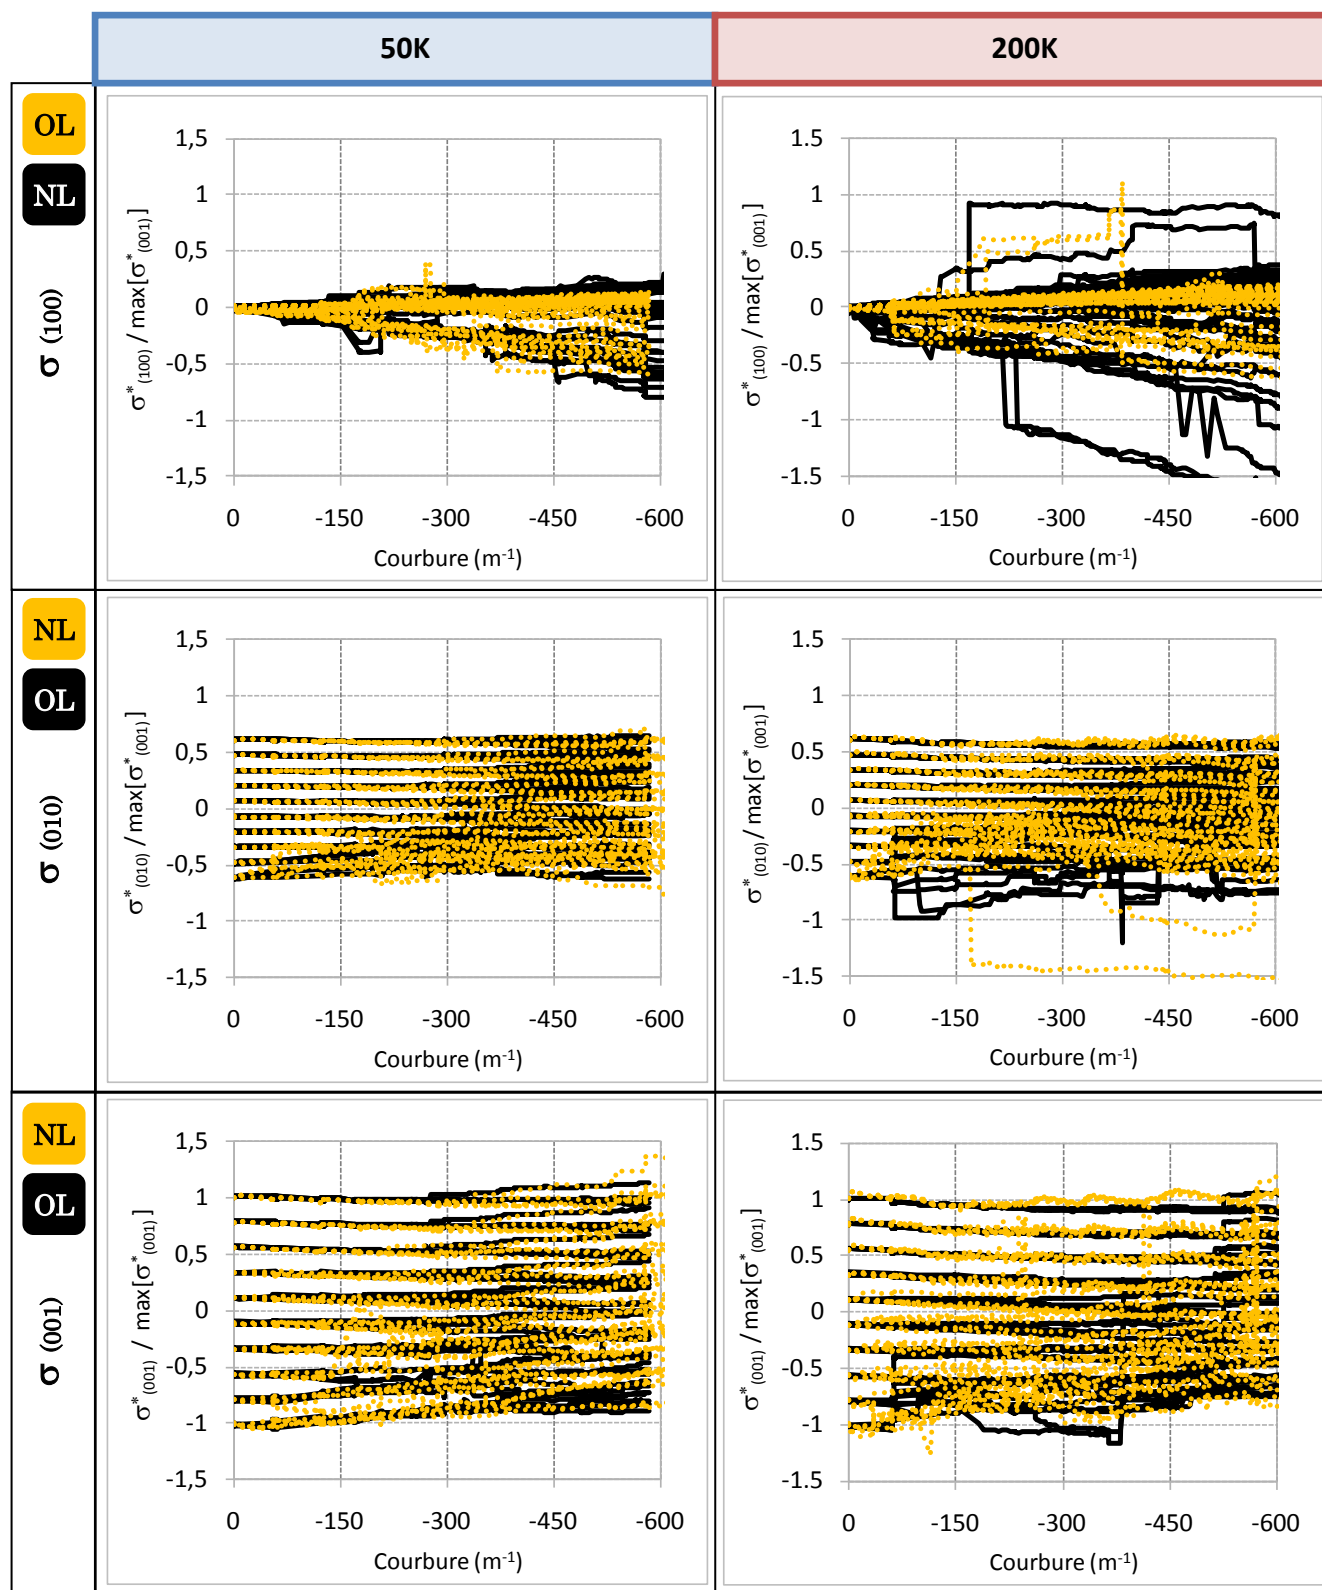 50K
200K
OL
NL
σ (100)
σ*(100) / max[σ*(001)]
1,5
1
0,5
0
-0,5
-1
-1,5
0 -150 -300 -450 -600
Courbure (m-1)
σ*(100) / max[σ*(001)]
1.5
1
0.5
0
-0.5
-1
-1.5
0 -150 -300 -450 -600
Courbure (m-1)
NL
OL
σ (010)
σ*(010) / max[σ*(001)]
1,5
1
0,5
0
-0,5
-1
-1,5
0 -150 -300 -450 -600
Courbure (m-1)
σ*(010) / max[σ*(001)]
1.5
1
0.5
0
-0.5
-1
-1.5
0 -150 -300 -450 -600
Courbure (m-1)
NL
OL
σ (001)
σ*(001) / max[σ*(001)]
1,5
1
0,5
0
-0,5
-1
-1,5
0 -150 -300 -450 -600
Courbure (m-1)
σ*(001) / max[σ*(001)]
1.5
1
0.5
0
-0.5
-1
-1.5
0 -150 -300 -450 -600
Courbure (m-1)